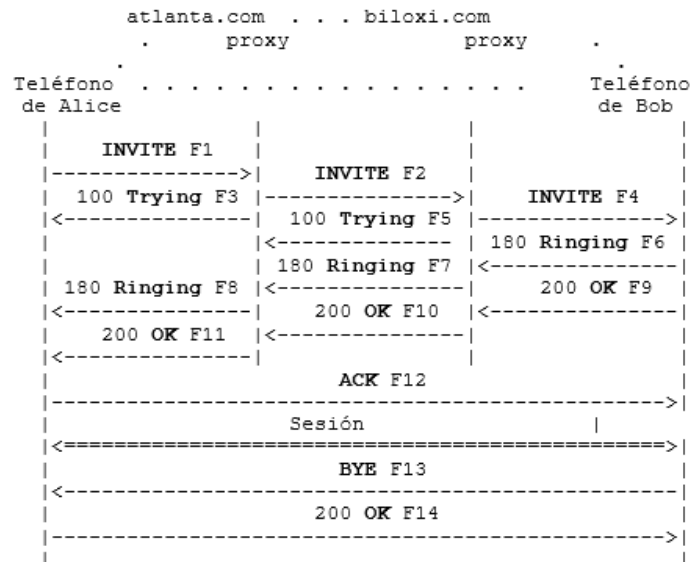 atlanta.com . . . biloxi.com
. proxy proxy .
. .
Teléfono . . . . . . . . . . . . . . . . Teléfono
de Alice de Bob
| | | |
| INVITE F1 | | |
|--------------->| INVITE F2 | |
| 100 Trying F3 |--------------->| INVITE F4 |
|<---------------| 100 Trying F5 |--------------->|
| |<-------------- | 180 Ringing F6 |
| | 180 Ringing F7 |<---------------|
| 180 Ringing F8 |<---------------| 200 OK F9 |
|<---------------| 200 OK F10 |<---------------|
| 200 OK F11 |<---------------| |
|<---------------| | |
| ACK F12 |
|------------------------------------------------->|
| Sesión |
|<================================================>|
| BYE F13 |
|<-------------------------------------------------|
| 200 OK F14 |
|------------------------------------------------->|
| |